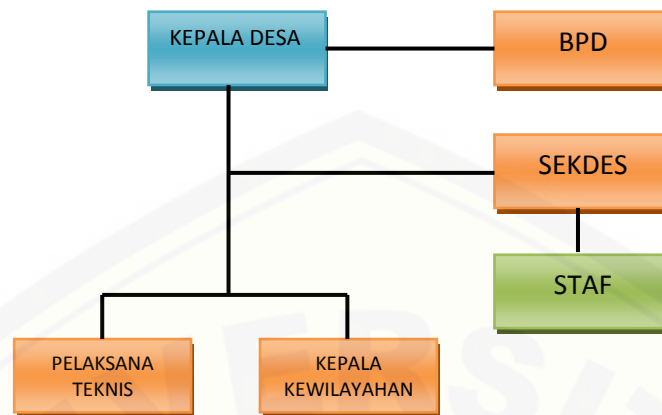 KEPALA DESA
BPD
SEKDES
STAF
PELAKSANA
TEKNIS
KEPALA
KEWILAYAHAN